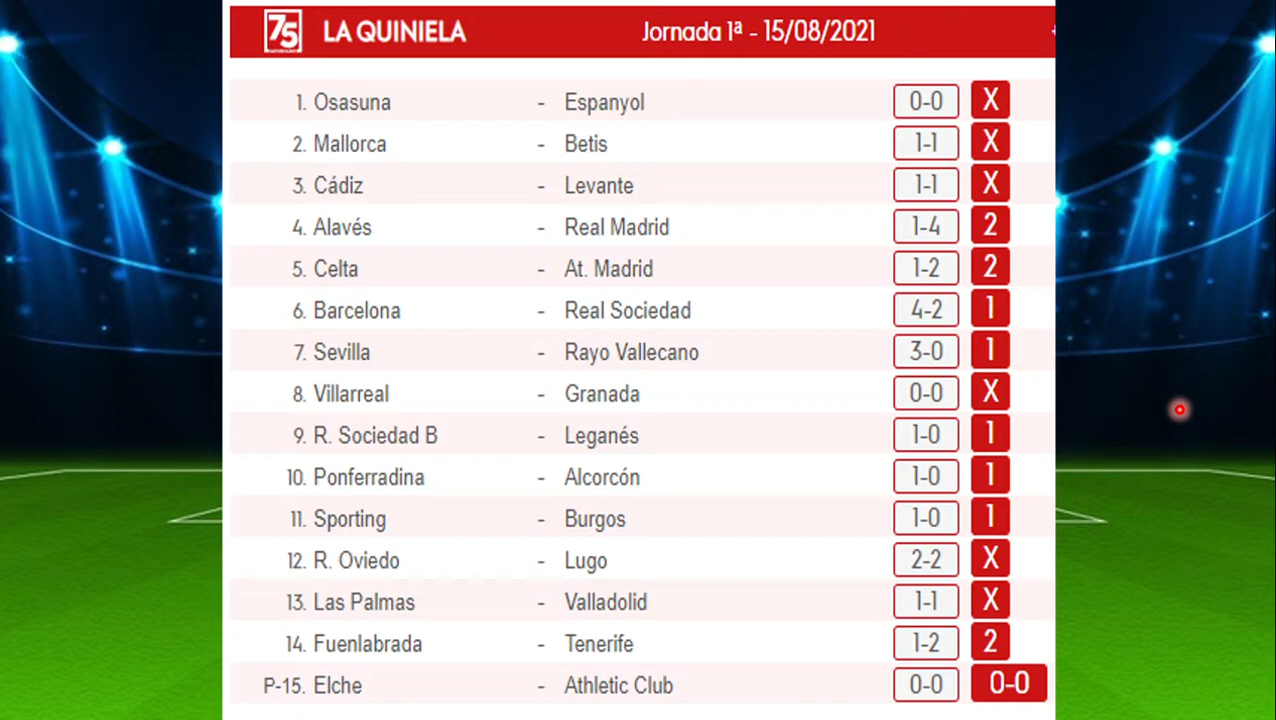 75 LA QUINIELA Jornada 1ª - 15/08/2021
1. Osasuna - Espanyol 0-0 X
2. Mallorca - Betis 1-1 X
3. Cádiz - Levante 1-1 X
4. Alavés - Real Madrid 1-4 2
5. Celta - At. Madrid 1-2 2
6. Barcelona - Real Sociedad 4-2 1
7. Sevilla - Rayo Vallecano 3-0 1
8. Villarreal - Granada 0-0 X
9. R. Sociedad B - Leganés 1-0 1
10. Ponferradina - Alcorcón 1-0 1
11. Sporting - Burgos 1-0 1
12. R. Oviedo - Lugo 2-2 X
13. Las Palmas - Valladolid 1-1 X
14. Fuenlabrada - Tenerife 1-2 2
P-15. Elche - Athletic Club 0-0 0-0